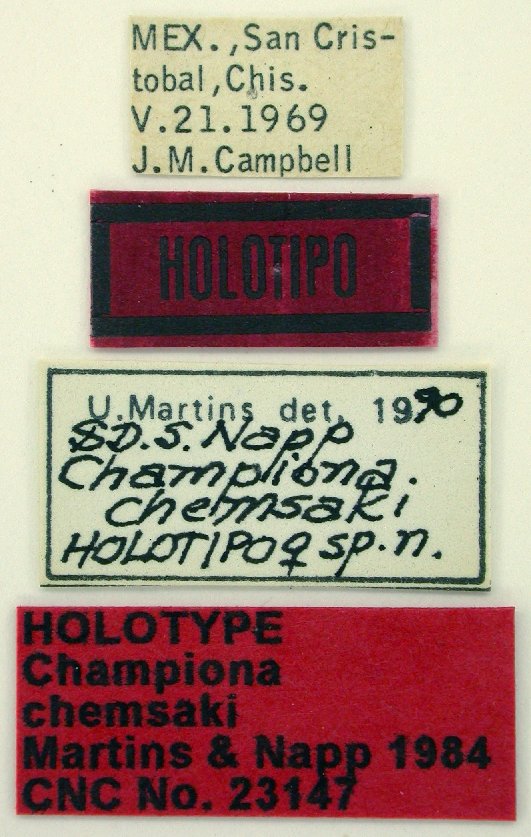 MEX., San Cris-
tobal, Chis.
V.21.1969
J.M.Campbell
HOLOTIPO
U.Martins det. 1990
& D.S. Napp
Championa.
chemsaki
HOLOTIPO ♀ sp.n.
HOLOTYPE
Championa
chemsaki
Martins & Napp 1984
CNC No. 23147